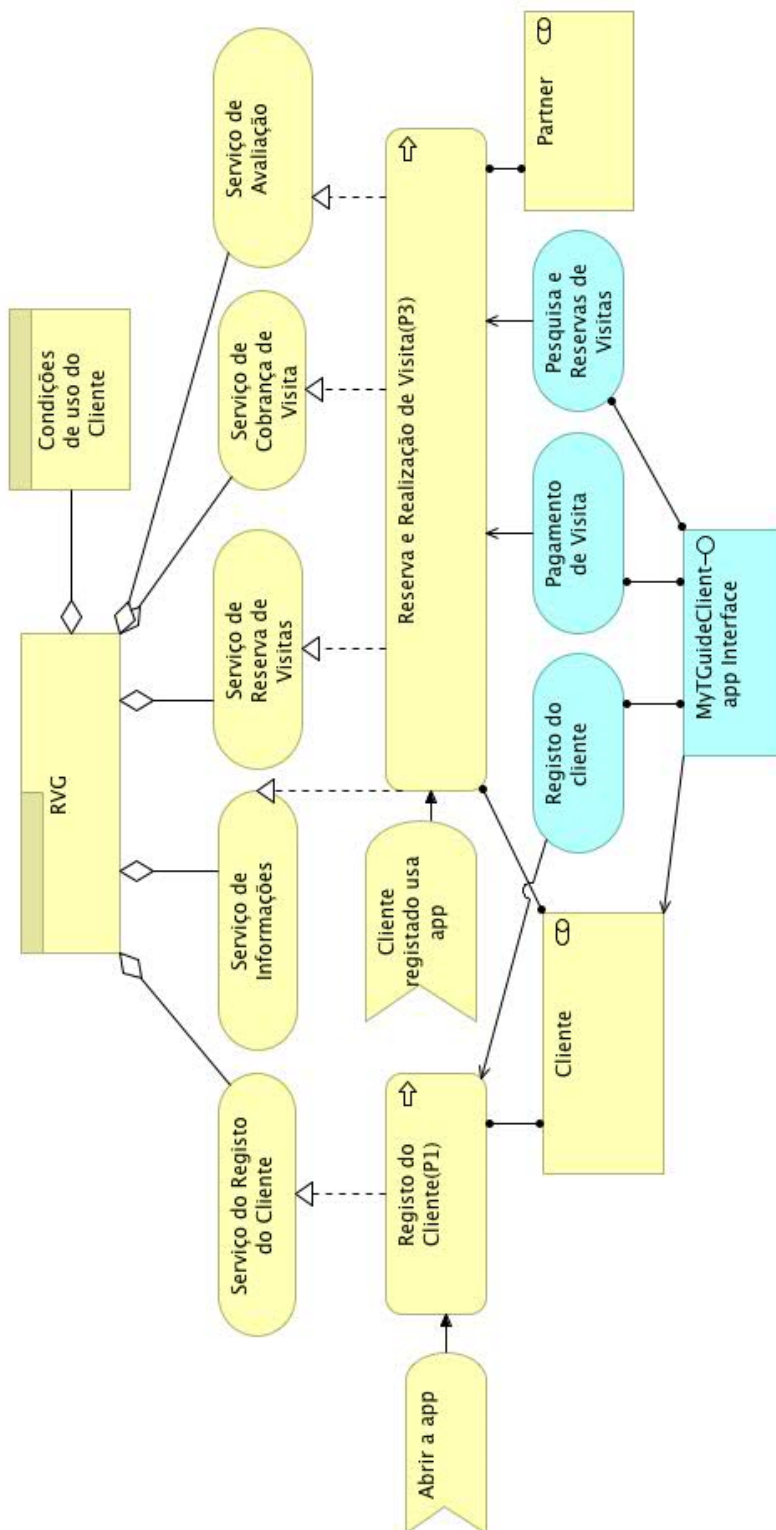 RVG
Condições
de uso do
Cliente
Serviço do Registo
do Cliente
Serviço de
Informações
Serviço de
Reserva de
Visitas
Serviço de
Cobrança de
Visita
Serviço de
Avaliação
Abrir a app
Registo do
Cliente(P1)
Cliente
registado usa
app
Reserva e Realização de Visita(P3)
Cliente
Registo do
cliente
Pagamento
de Visita
Pesquisa e
Reservas de
Visitas
Partner
MyTGuideClient
app Interface